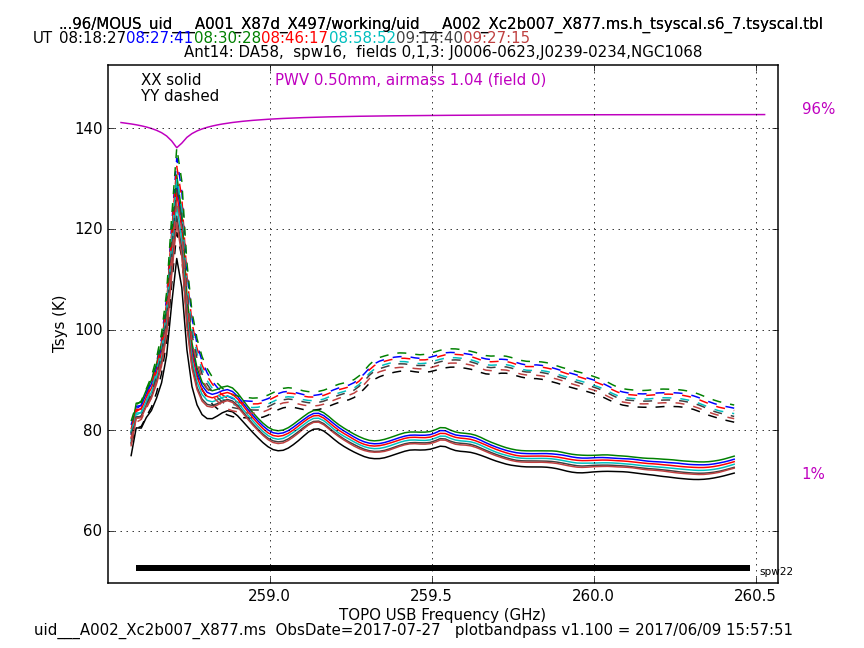 ...96/MOUS_uid___A001_X87d_X497/working/uid___A002_Xc2b007_X877.ms.h_tsyscal.s6_7.tsyscal.tbl
UT 08:18:27 08:27:41 08:30:28 08:46:17 08:58:52 09:14:40 09:27:15
Ant14: DA58, spw16, fields 0,1,3: J0006-0623,J0239-0234,NGC1068
XX solid
YY dashed
PWV 0.50mm, airmass 1.04 (field 0)
96%
1%
140
120
100
80
60
Tsys (K)
spw22
259.0 259.5 260.0 260.5
TOPO USB Frequency (GHz)
uid___A002_Xc2b007_X877.ms ObsDate=2017-07-27 plotbandpass v1.100 = 2017/06/09 15:57:51